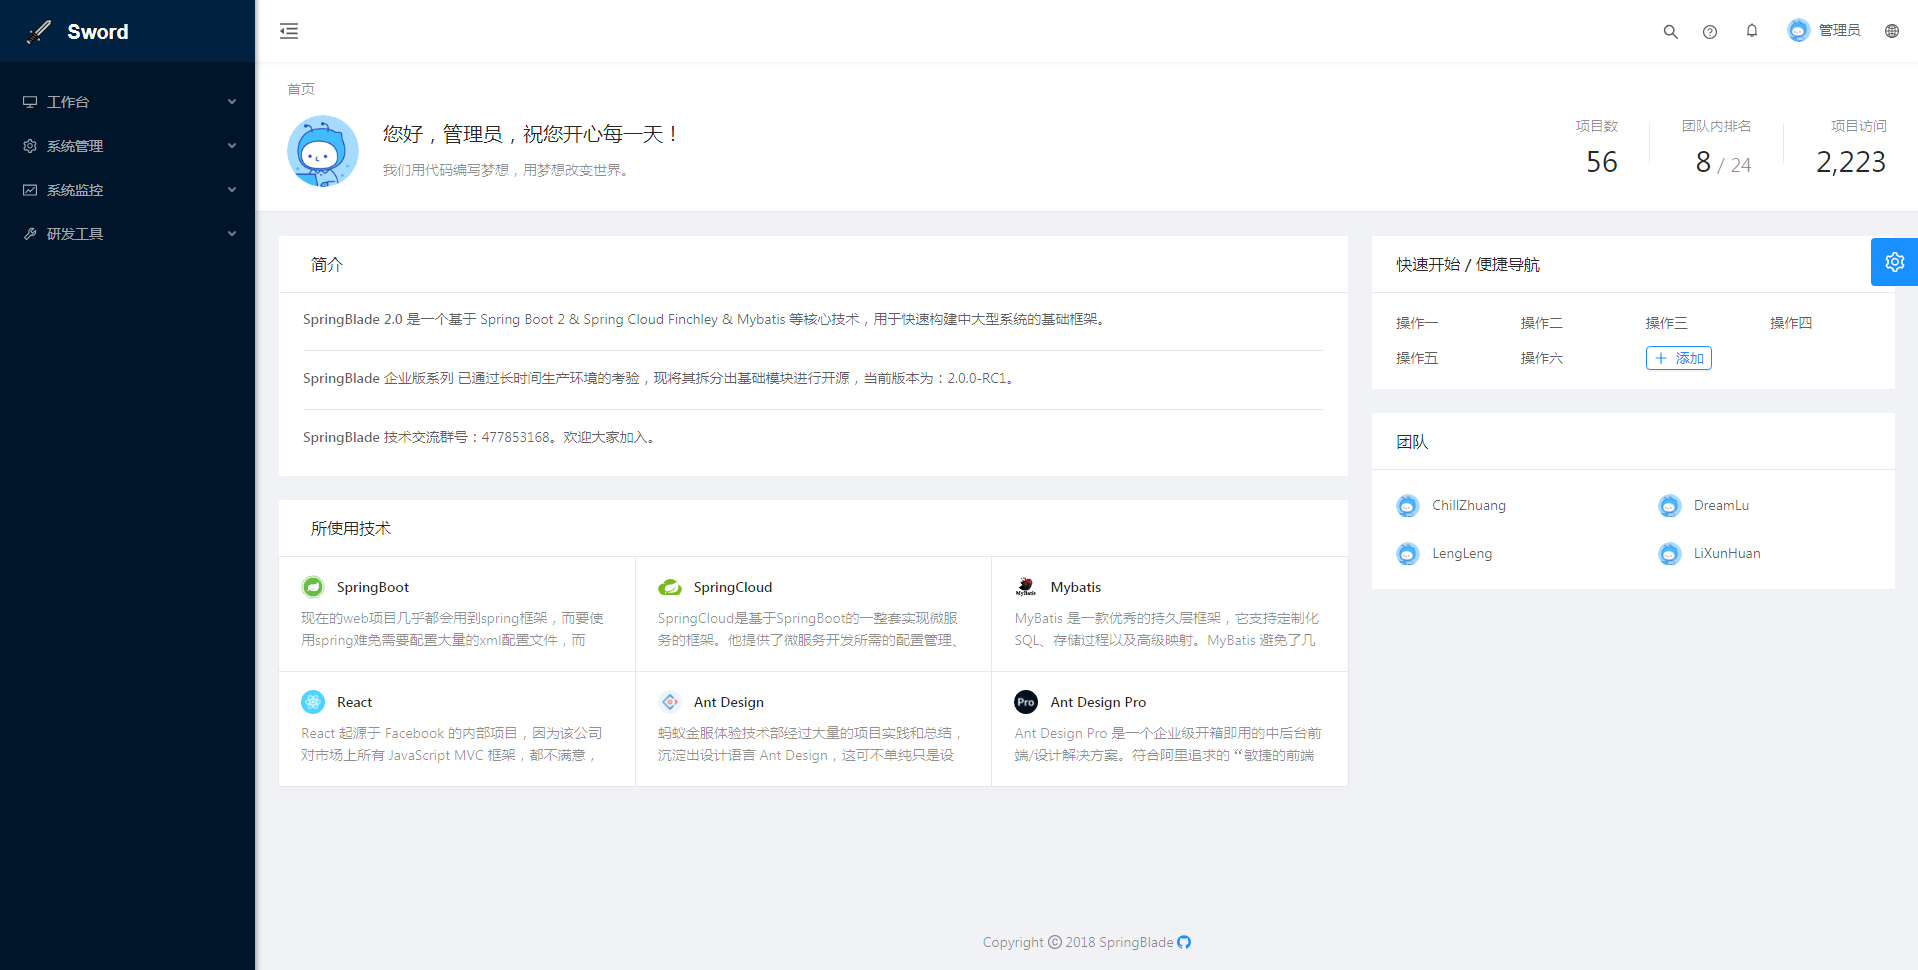 Sword
工作台
系统管理
系统监控
研发工具
管理员
首页
您好，管理员，祝您开心每一天！
我们用代码编写梦想，用梦想改变世界。
项目数
56
团队内排名
8 / 24
项目访问
2,223
简介
SpringBlade 2.0 是一个基于 Spring Boot 2 & Spring Cloud Finchley & Mybatis 等核心技术，用于快速构建中大型系统的基础框架。
SpringBlade 企业版系列 已通过长时间生产环境的考验，现将其拆分出基础模块进行开源，当前版本为：2.0.0-RC1。
SpringBlade 技术交流群号：477853168。欢迎大家加入。
所使用技术
SpringBoot
现在的web项目几乎都会用到spring框架，而要使
用spring难免需要配置大量的xml配置文件，而
SpringCloud
SpringCloud是基于SpringBoot的一整套实现微服
务的框架。他提供了微服务开发所需的配置管理、
MyBatis
Mybatis
MyBatis 是一款优秀的持久层框架，它支持定制化
SQL、存储过程以及高级映射。MyBatis 避免了几
React
React 起源于 Facebook 的内部项目，因为该公司
对市场上所有 JavaScript MVC 框架，都不满意，
Ant Design
蚂蚁金服体验技术部经过大量的项目实践和总结，
沉淀出设计语言 Ant Design，这可不单纯只是设
Pro
Ant Design Pro
Ant Design Pro 是一个企业级开箱即用的中后台前
端/设计解决方案。符合阿里追求的“敏捷的前端
快速开始 / 便捷导航
操作一
操作二
操作三
操作四
操作五
操作六
添加
团队
ChillZhuang
DreamLu
LengLeng
LiXunHuan
Copyright © 2018 SpringBlade